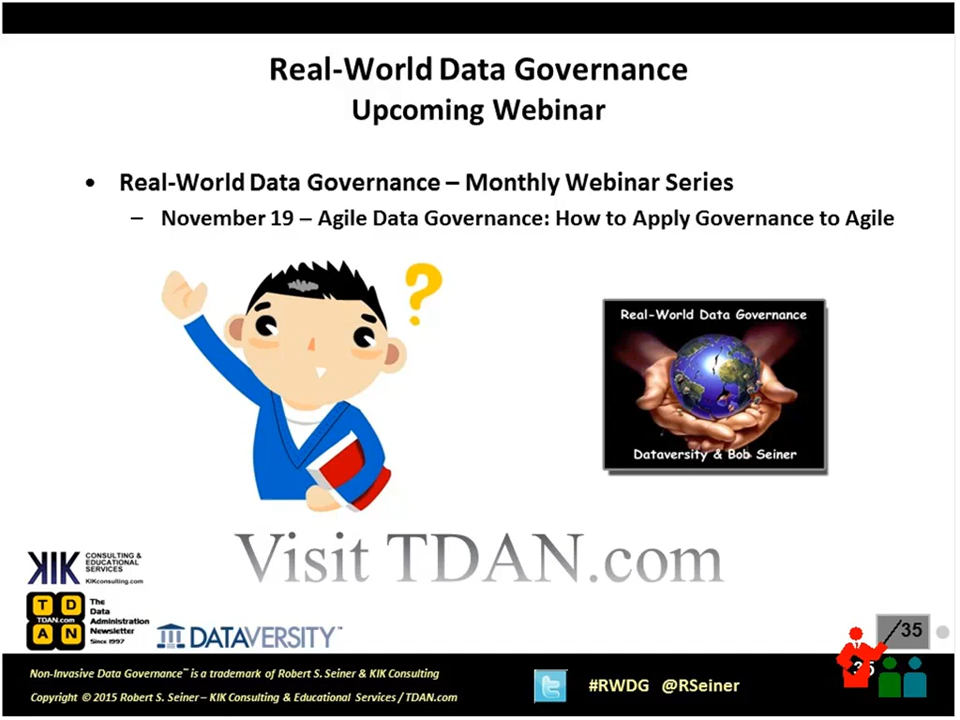 Real-World Data Governance
Upcoming Webinar
• Real-World Data Governance – Monthly Webinar Series
– November 19 – Agile Data Governance: How to Apply Governance to Agile
?
Real-World Data Governance
Dataversity & Bob Seiner
Visit TDAN.com
KIK CONSULTING &
EDUCATIONAL
SERVICES
KIKconsulting.com
T D
TDAN.com
A N
The
Data
Administration
Newsletter
Since 1997
DATAVERSITY™
/35
35
Non-Invasive Data Governance™ is a trademark of Robert S. Seiner & KIK Consulting
Copyright © 2015 Robert S. Seiner – KIK Consulting & Educational Services / TDAN.com
#RWDG @RSeiner